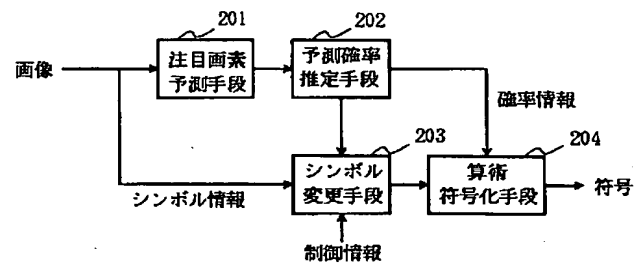 201
202
注目画素
予測手段
予測確率
推定手段
画像
確率情報
203
204
シンボル
変更手段
算術
符号化手段
符号
シンボル情報
制御情報